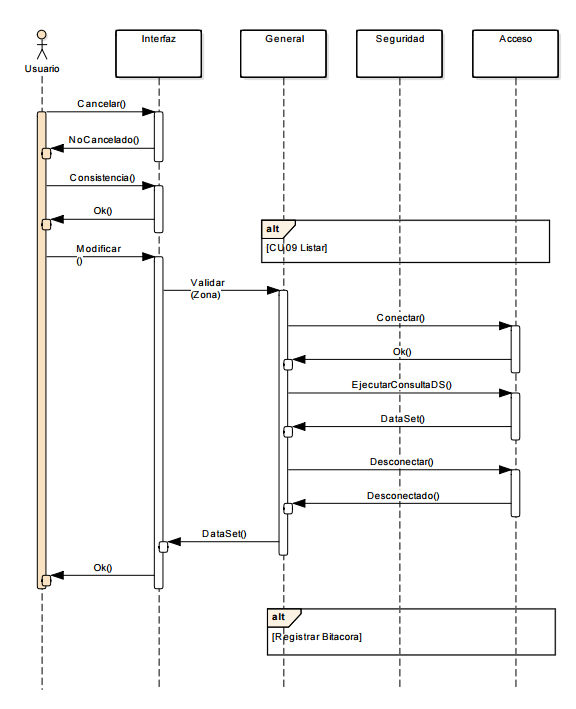 Interfaz
General
Seguridad
Acceso
Usuario
Cancelar()
NoCancelado()
Consistencia()
Ok()
alt
[CU09 Listar]
Modificar
()
Validar
(Zona)
Conectar()
Ok()
EjecutarConsultaDS()
DataSet()
Desconectar()
Desconectado()
DataSet()
Ok()
alt
[Registrar Bitacora]